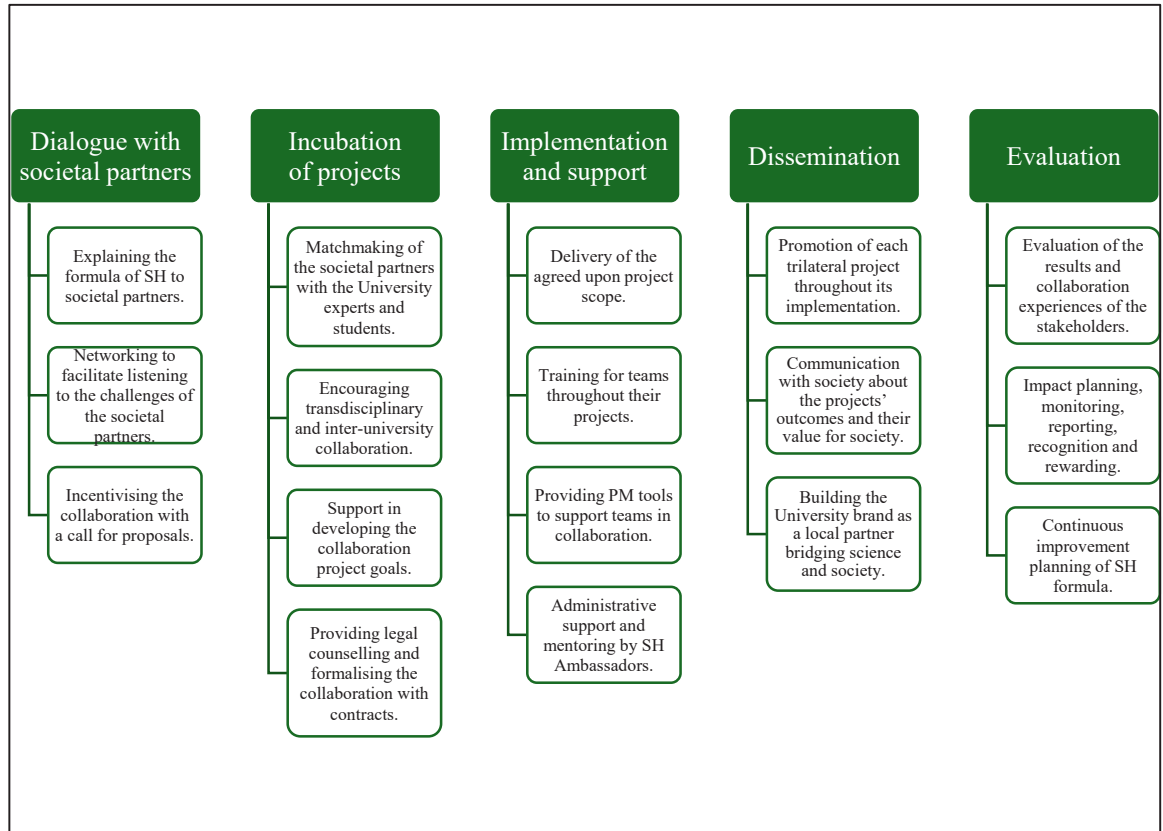 Dialogue with
societal partners
Explaining the
formula of SH to
societal partners.
Networking to
facilitate listening
to the challenges of
the societal
partners.
Incentivising the
collaboration with
a call for proposals.
Incubation
of projects
Matchmaking of
the societal partners
with the University
experts and
students.
Encouraging
transdisciplinary
and inter-university
collaboration.
Support in
developing the
collaboration
project goals.
Providing legal
counselling and
formalising the
collaboration with
contracts.
Implementation
and support
Delivery of the
agreed upon project
scope.
Training for teams
throughout their
projects.
Providing PM tools
to support teams in
collaboration.
Administrative
support and
mentoring by SH
Ambassadors.
Dissemination
Promotion of each
trilateral project
throughout its
implementation.
Communication
with society about
the projects’
outcomes and their
value for society.
Building the
University brand as
a local partner
bridging science
and society.
Evaluation
Evaluation of the
results and
collaboration
experiences of the
stakeholders.
Impact planning,
monitoring,
reporting,
recognition and
rewarding.
Continuous
improvement
planning of SH
formula.